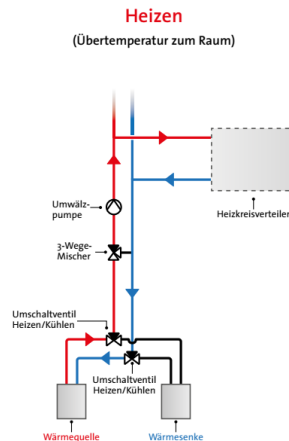 Heizen
(Übertemperatur zum Raum)
Umwälz-
pumpe
Heizkreisverteiler
3-Wege-
Mischer
Umschaltventil
Heizen/Kühlen
Umschaltventil
Heizen/Kühlen
Wärmequelle
Wärmesenke